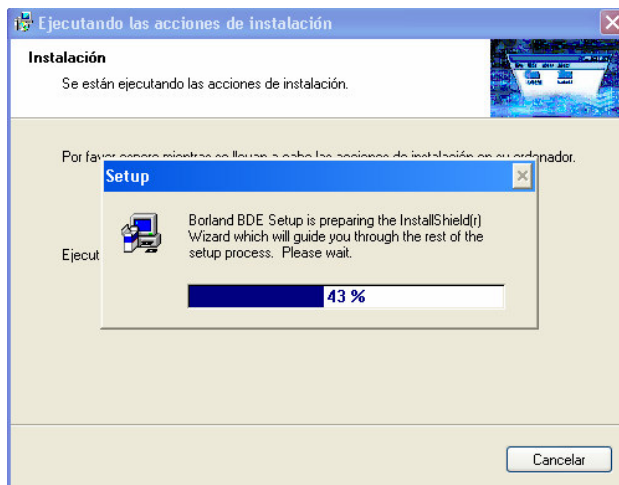 Ejecutando las acciones de instalación
Instalación
Se están ejecutando las acciones de instalación.
Por favor espere mientras se llevan a cabo las acciones de instalación en su ordenador.
Setup
Borland BDE Setup is preparing the InstallShield(r)
Wizard which will guide you through the rest of the
setup process. Please wait.
Ejecut
43 %
Cancelar